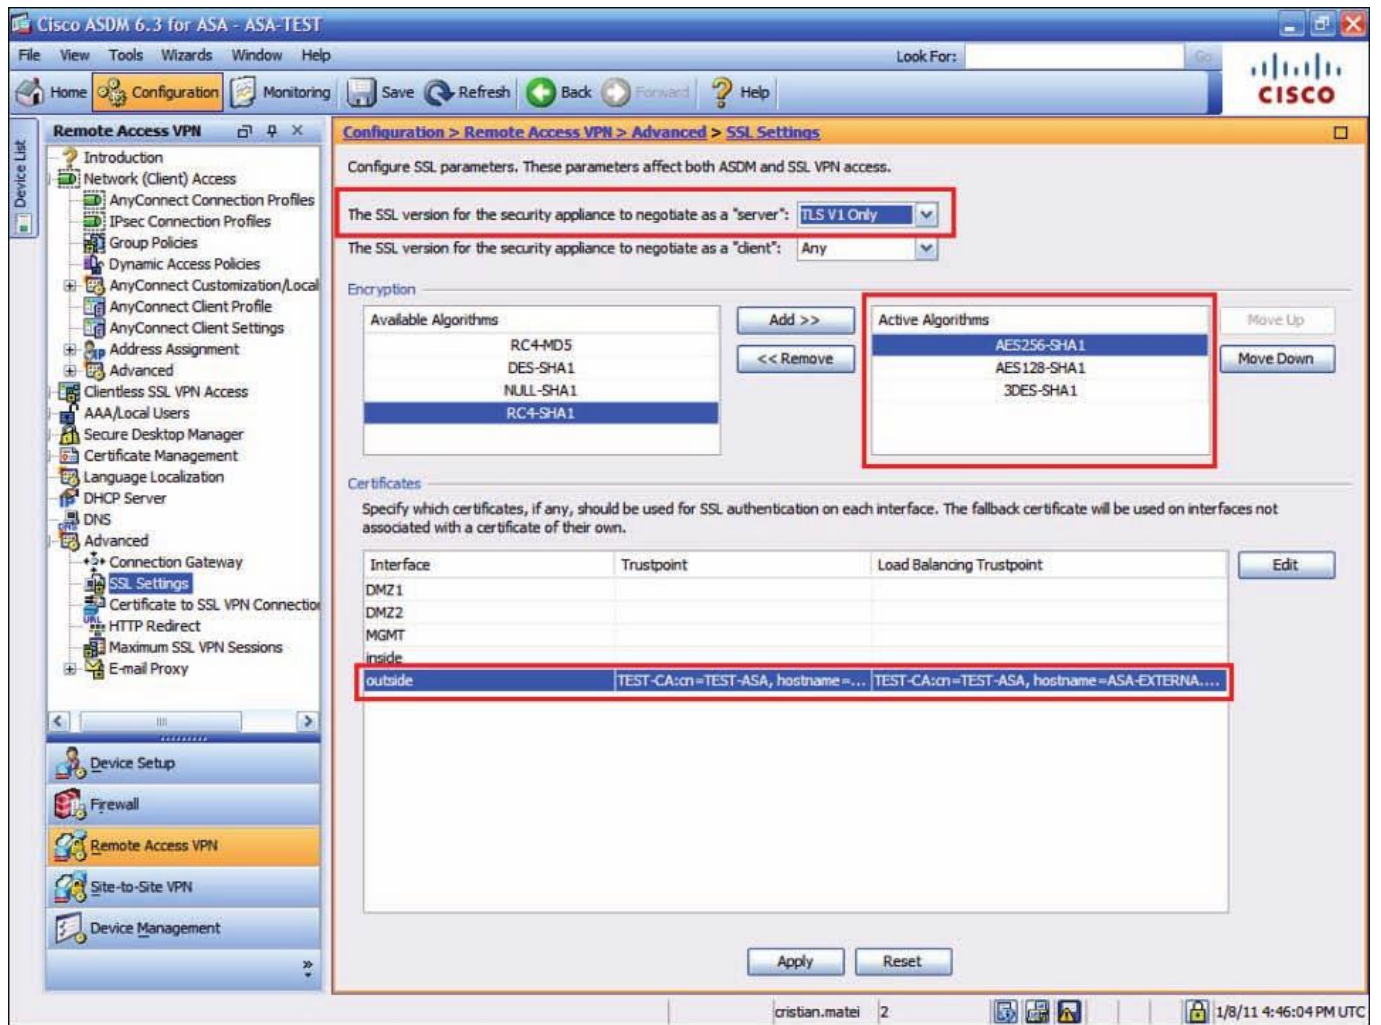 Cisco ASDM 6.3 for ASA - ASA-TEST
File View Tools Wizards Window Help
Look For: Go
Home Configuration Monitoring Save Refresh Back Forward Help
CISCO
Device List
Remote Access VPN
Introduction
Network (Client) Access
AnyConnect Connection Profiles
IPsec Connection Profiles
Group Policies
Dynamic Access Policies
AnyConnect Customization/Local
AnyConnect Client Profile
AnyConnect Client Settings
Address Assignment
Advanced
Clientless SSL VPN Access
AAA/Local Users
Secure Desktop Manager
Certificate Management
Language Localization
DHCP Server
DNS
Advanced
Connection Gateway
SSL Settings
Certificate to SSL VPN Connection
HTTP Redirect
Maximum SSL VPN Sessions
E-mail Proxy
Device Setup
Firewall
Remote Access VPN
Site-to-Site VPN
Device Management
Configuration > Remote Access VPN > Advanced > SSL Settings
Configure SSL parameters. These parameters affect both ASDM and SSL VPN access.
The SSL version for the security appliance to negotiate as a "server": TLS V1 Only
The SSL version for the security appliance to negotiate as a "client": Any
Encryption
Available Algorithms
RC4-MD5
DES-SHA1
NULL-SHA1
RC4-SHA1
Add >>
<< Remove
Active Algorithms
AES256-SHA1
AES128-SHA1
3DES-SHA1
Move Up
Move Down
Certificates
Specify which certificates, if any, should be used for SSL authentication on each interface. The fallback certificate will be used on interfaces not
associated with a certificate of their own.
Interface Trustpoint Load Balancing Trustpoint
DMZ1
DMZ2
MGMT
inside
outside TEST-CA:cn=TEST-ASA, hostname=... TEST-CA:cn=TEST-ASA, hostname=ASA-EXTERNA....
Edit
Apply Reset
cristian.matei 2 1/8/11 4:46:04 PM UTC